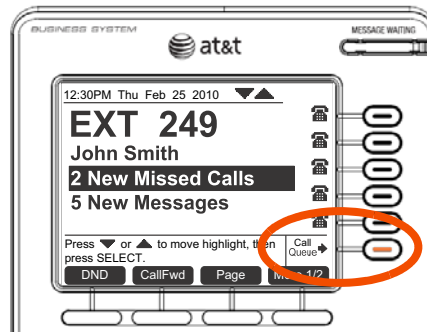 BUSINESS SYSTEM
MESSAGE WAITING
at&t
12:30PM Thu Feb 25 2010
EXT 249
John Smith
2 New Missed Calls
5 New Messages
Press ▼ or ▲ to move highlight, then
press SELECT.
Call
Queue
DND CallFwd Page More 1/2